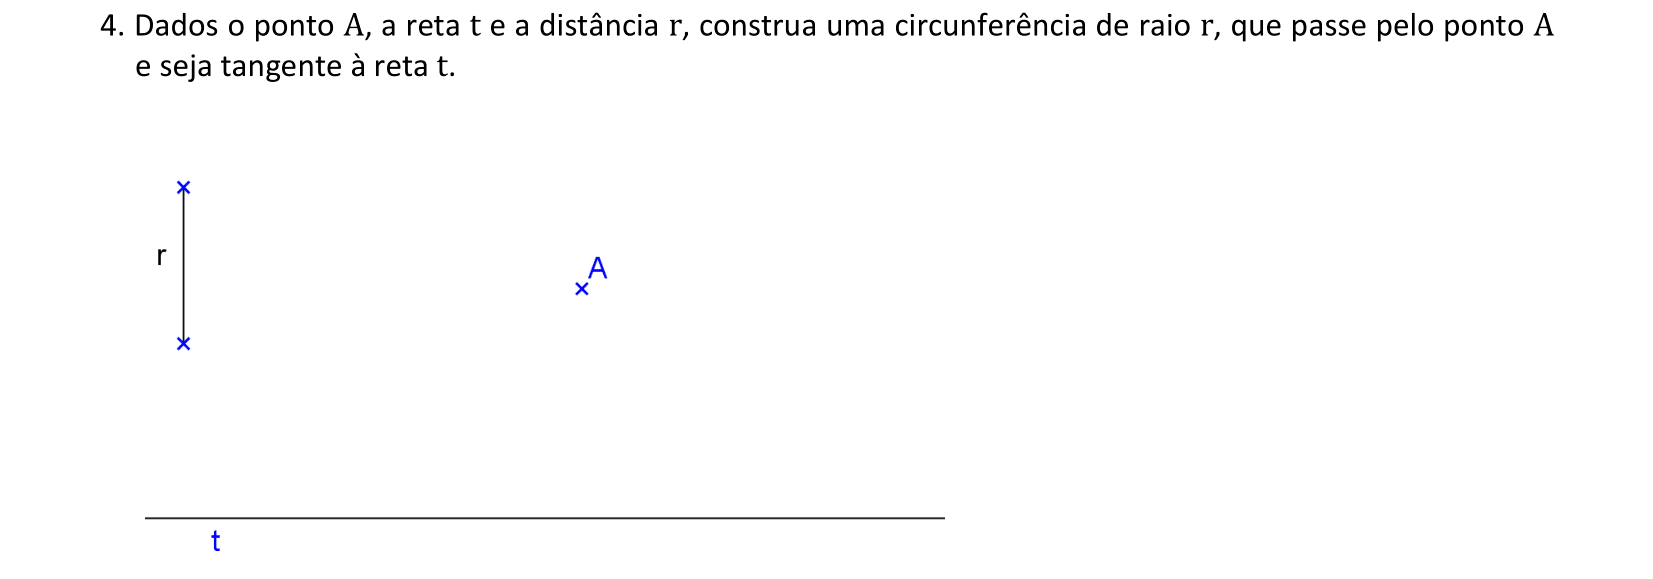 4. Dados o ponto A, a reta t e a distância r, construa uma circunferência de raio r, que passe pelo ponto A
e seja tangente à reta t.
r
A
t